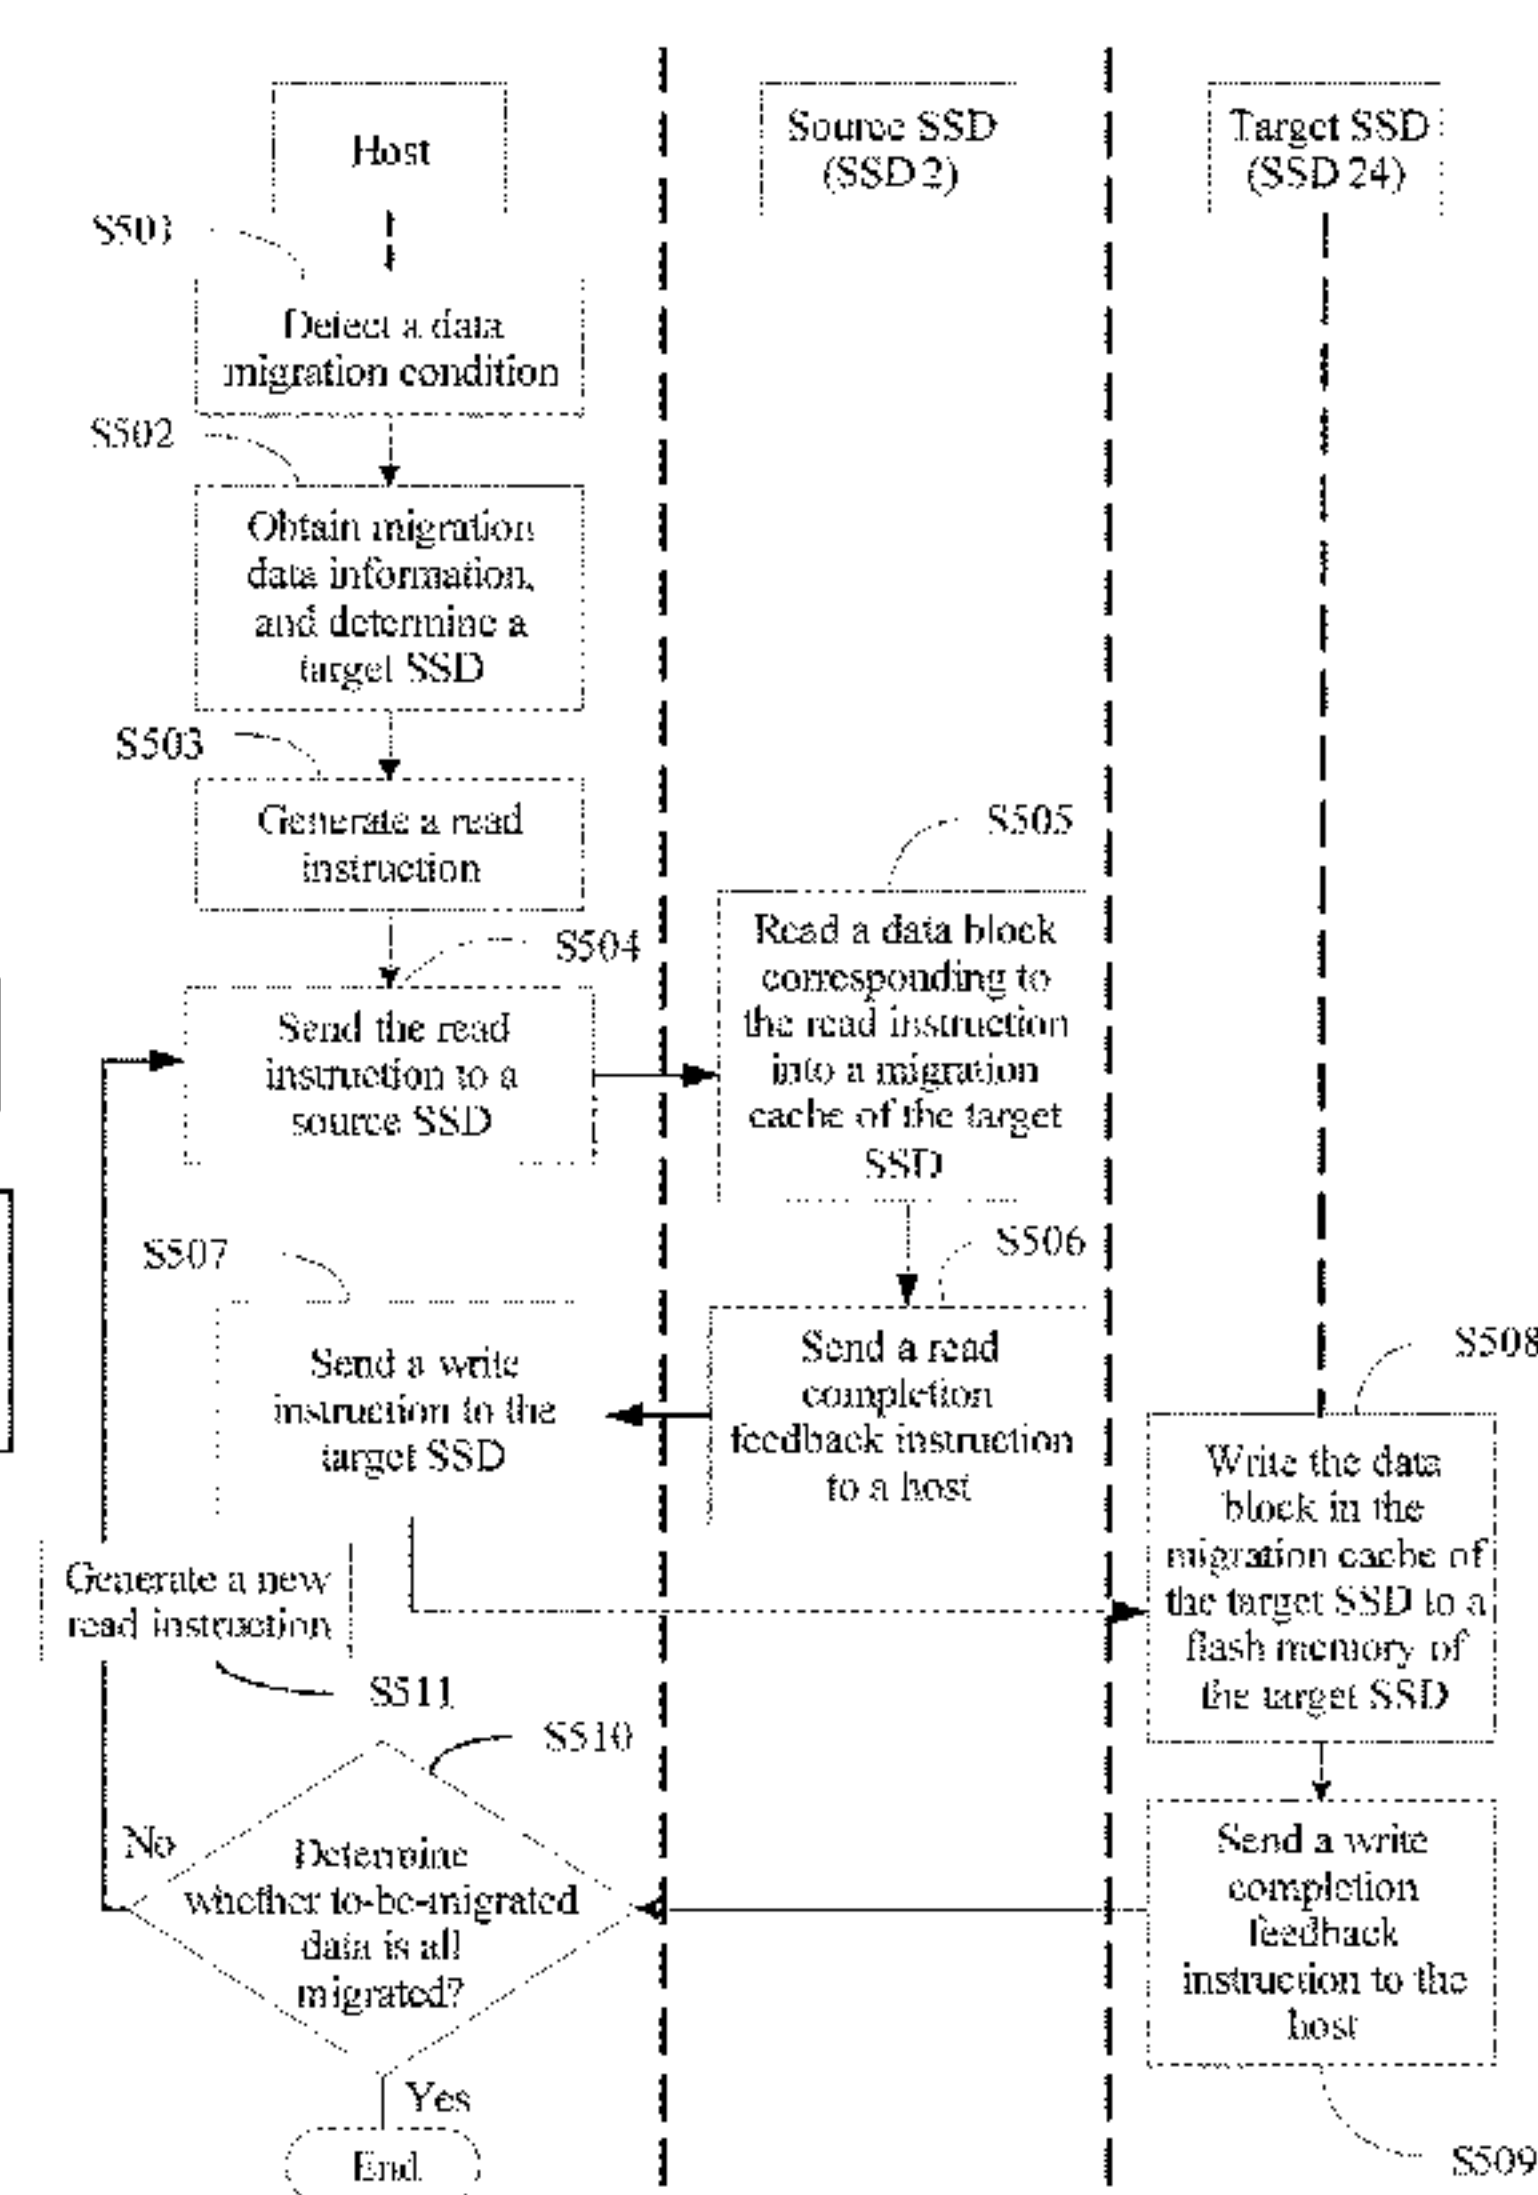 Host
Source SSD
(SSD 2)
Target SSD
(SSD 24)
S501
Detect a data
migration condition
S502
Obtain migration
data information,
and determine a
target SSD
S503
Generate a read
instruction
S504
Send the read
instruction to a
source SSD
S505
Read a data block
corresponding to
the read instruction
into a migration
cache of the target
SSD
S506
Send a read
completion
feedback instruction
to a host
S507
Send a write
instruction to the
target SSD
S508
Write the data
block in the
migration cache of
the target SSD to a
flash memory of
the target SSD
Generate a new
read instruction
S511
S510
No
Determine
whether to-be-migrated
data is all
migrated?
Send a write
completion
feedback
instruction to the
host
S509
Yes
End